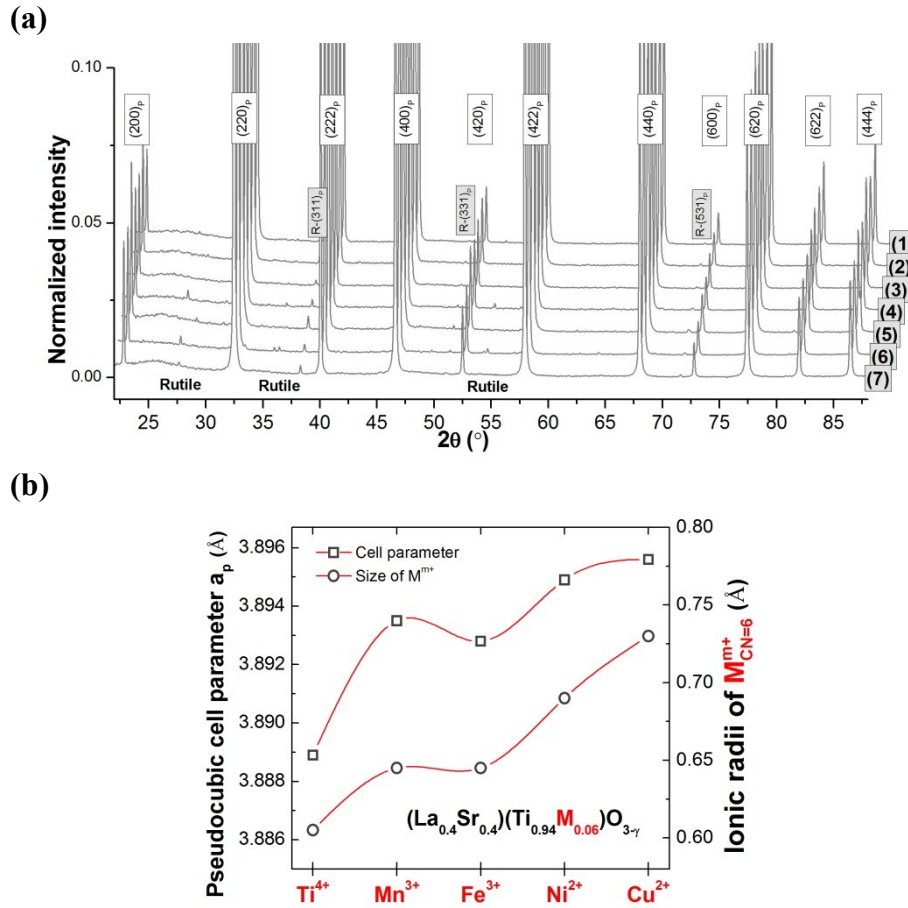 (a)
0.10
0.05
0.00
Normalized intensity
(200)p
(220)p
(222)p
(400)p
(420)p
(422)p
(440)p
(600)p
(620)p
(622)p
(444)p
R-(311)p
R-(331)p
R-(531)p
(1
(2)
(3)
(4)
(5)
(6)
(7)
Rutile
Rutile
Rutile
25 30 35 40 45 50 55 60 65 70 75 80 85
2θ (°)
(b)
Pseudocubic cell parameter aₚ (Å)
3.896
3.894
3.892
3.890
3.888
3.886
Cell parameter
Size of Mᵐ⁺
(La₀.₄Sr₀.₄)(Ti₀.₉₄M₀.₀₆)O₃₋ᵧ
0.80
0.75
0.70
0.65
0.60
Ionic radii of Mᵐ⁺CN=6 (Å)
Ti⁴⁺ Mn³⁺ Fe³⁺ Ni²⁺ Cu²⁺